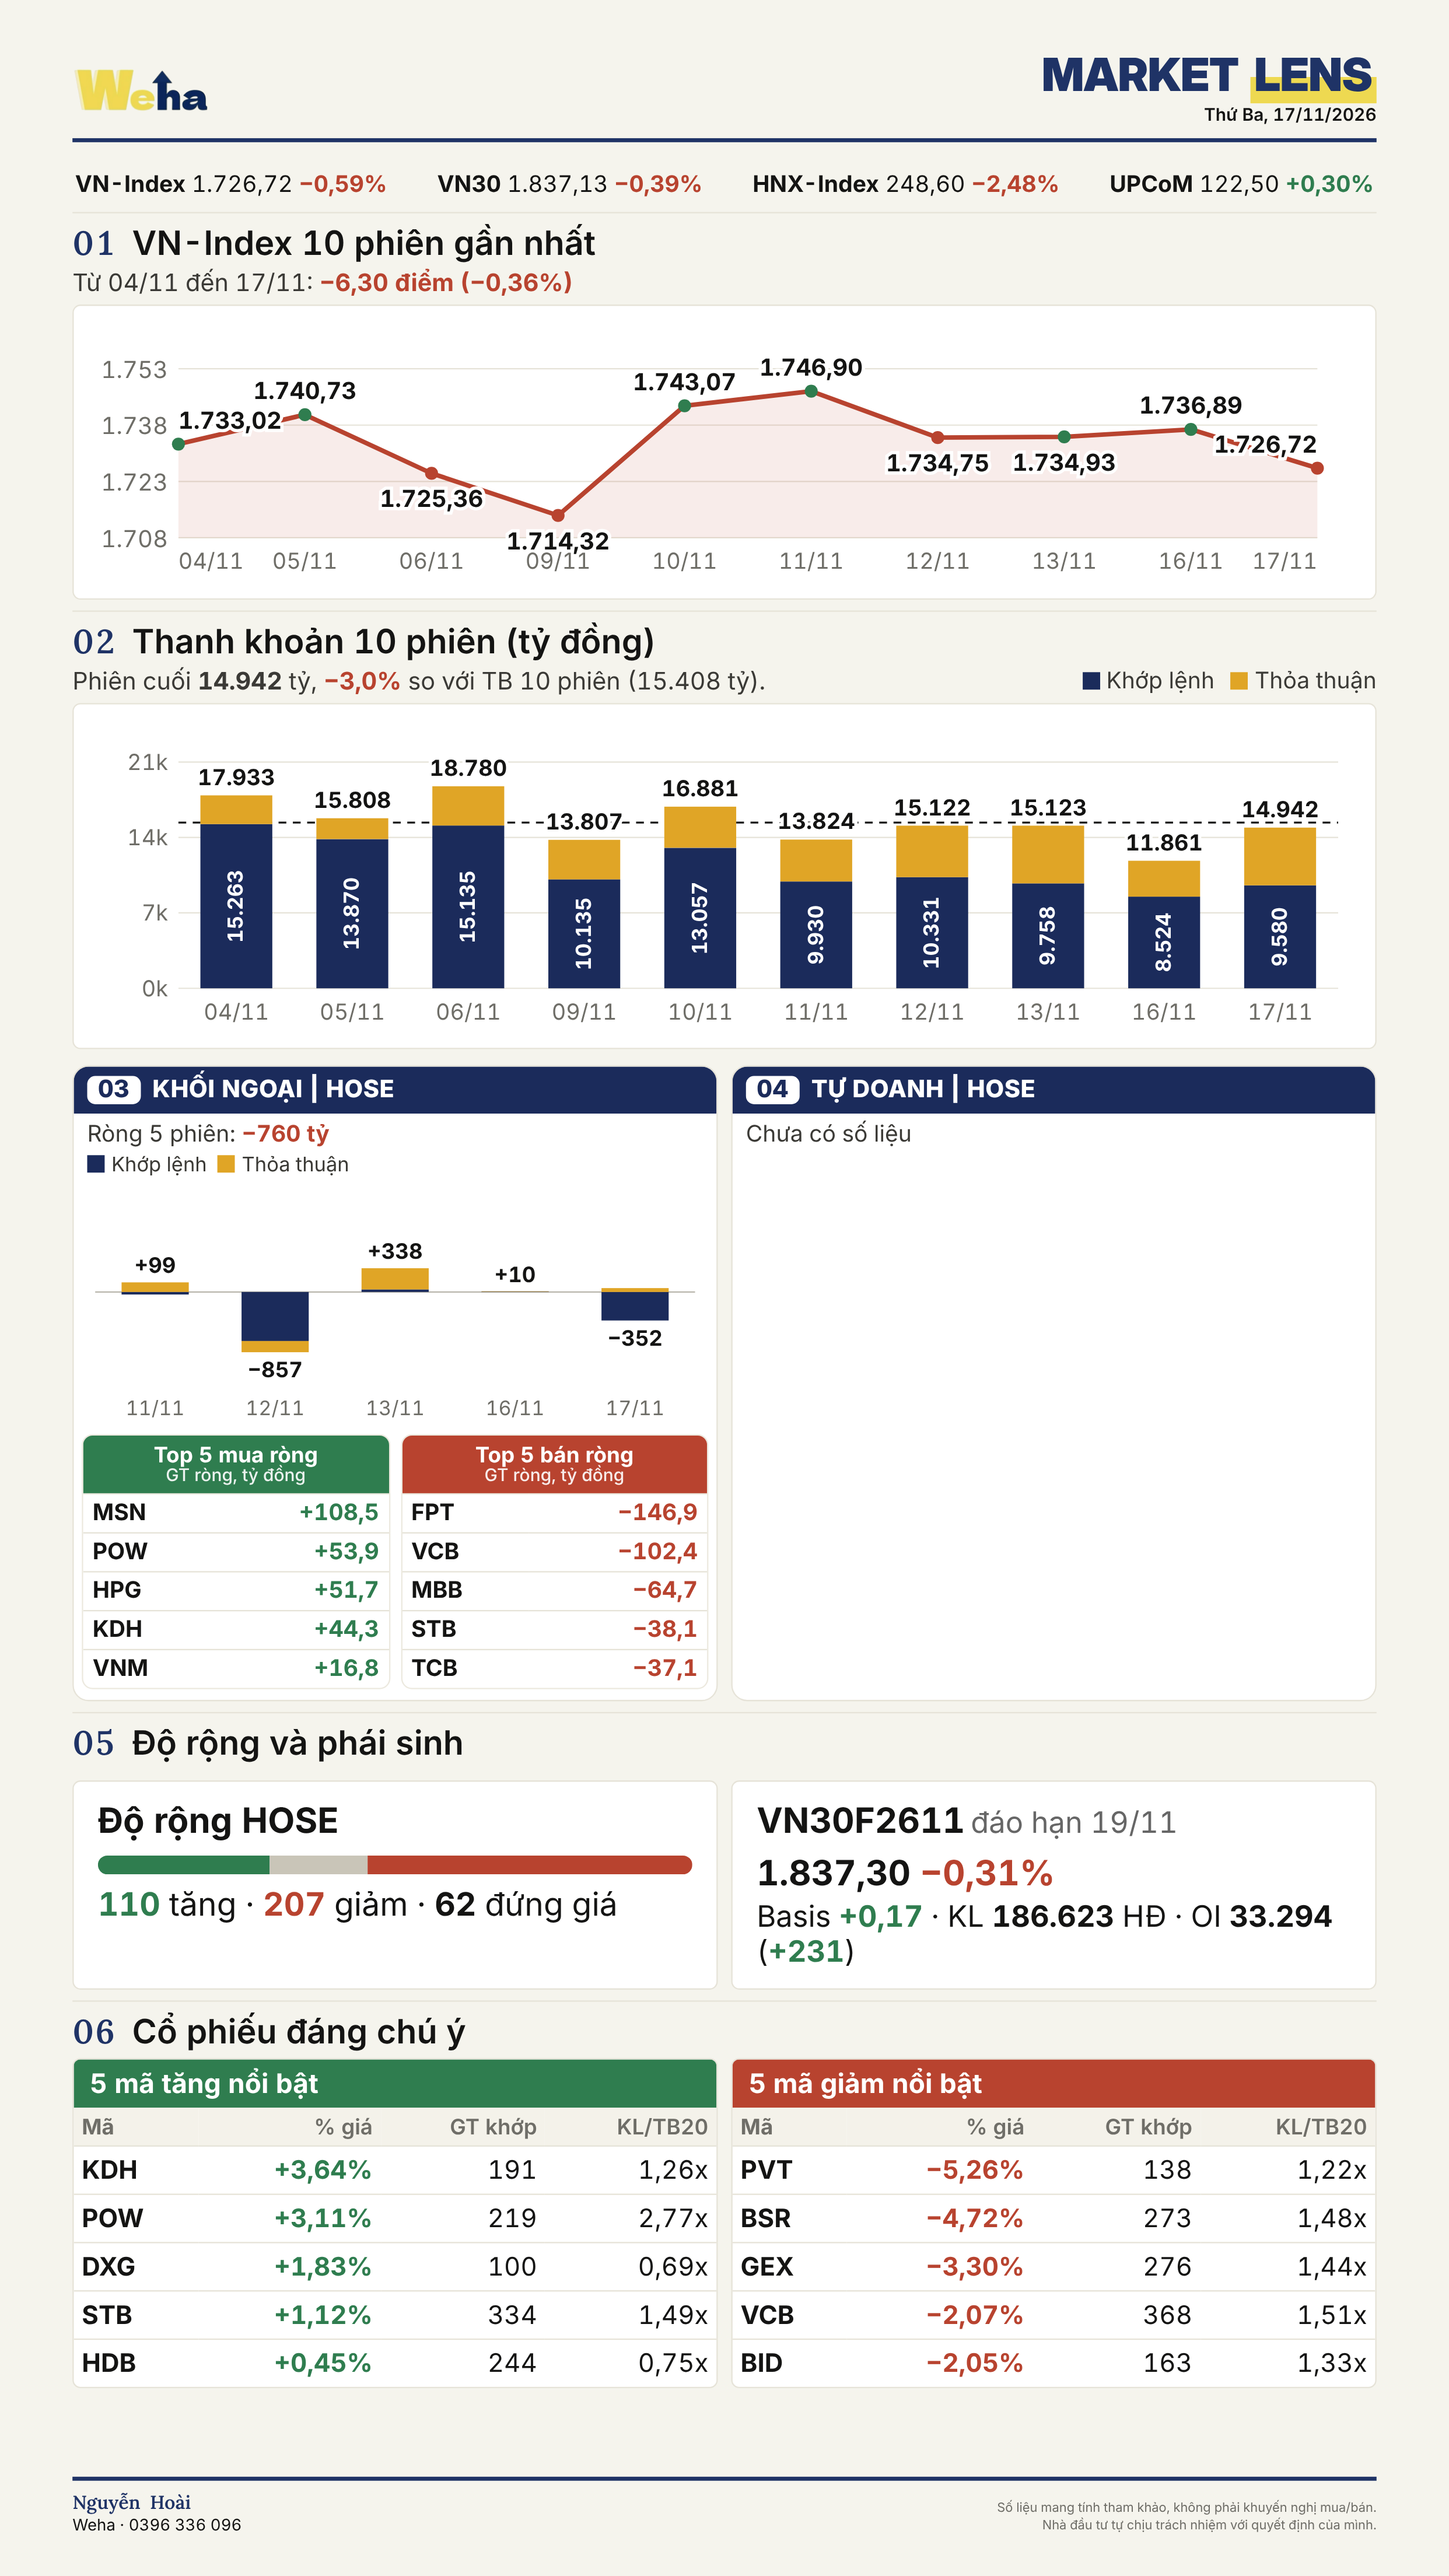 Weha
MARKET LENS
Thứ Ba, 17/11/2026
VN-Index 1.726,72 −0,59% VN30 1.837,13 −0,39% HNX-Index 248,60 −2,48% UPCoM 122,50 +0,30%
01 VN-Index 10 phiên gần nhất
Từ 04/11 đến 17/11: −6,30 điểm (−0,36%)
1.753
1.738
1.723
1.708
1.733,02 1.740,73 1.725,36 1.714,32 1.743,07 1.746,90 1.734,75 1.734,93 1.736,89 1.726,72
04/11 05/11 06/11 09/11 10/11 11/11 12/11 13/11 16/11 17/11
02 Thanh khoản 10 phiên (tỷ đồng)
Phiên cuối 14.942 tỷ, −3,0% so với TB 10 phiên (15.408 tỷ).
Khớp lệnh Thỏa thuận
21k
14k
7k
0k
17.933 15.808 18.780 13.807 16.881 13.824 15.122 15.123 11.861 14.942
15.263 13.870 15.135 10.135 13.057 9.930 10.331 9.758 8.524 9.580
04/11 05/11 06/11 09/11 10/11 11/11 12/11 13/11 16/11 17/11
03 KHỐI NGOẠI | HOSE
Ròng 5 phiên: −760 tỷ
Khớp lệnh Thỏa thuận
+99 −857 +338 +10 −352
11/11 12/11 13/11 16/11 17/11
Top 5 mua ròng
GT ròng, tỷ đồng
MSN +108,5
POW +53,9
HPG +51,7
KDH +44,3
VNM +16,8
Top 5 bán ròng
GT ròng, tỷ đồng
FPT −146,9
VCB −102,4
MBB −64,7
STB −38,1
TCB −37,1
04 TỰ DOANH | HOSE
Chưa có số liệu
05 Độ rộng và phái sinh
Độ rộng HOSE
110 tăng · 207 giảm · 62 đứng giá
VN30F2611 đáo hạn 19/11
1.837,30 −0,31%
Basis +0,17 · KL 186.623 HĐ · OI 33.294
(+231)
06 Cổ phiếu đáng chú ý
5 mã tăng nổi bật
Mã % giá GT khớp KL/TB20
KDH +3,64% 191 1,26x
POW +3,11% 219 2,77x
DXG +1,83% 100 0,69x
STB +1,12% 334 1,49x
HDB +0,45% 244 0,75x
5 mã giảm nổi bật
Mã % giá GT khớp KL/TB20
PVT −5,26% 138 1,22x
BSR −4,72% 273 1,48x
GEX −3,30% 276 1,44x
VCB −2,07% 368 1,51x
BID −2,05% 163 1,33x
Nguyễn Hoài
Weha · 0396 336 096
Số liệu mang tính tham khảo, không phải khuyến nghị mua/bán.
Nhà đầu tư tự chịu trách nhiệm với quyết định của mình.